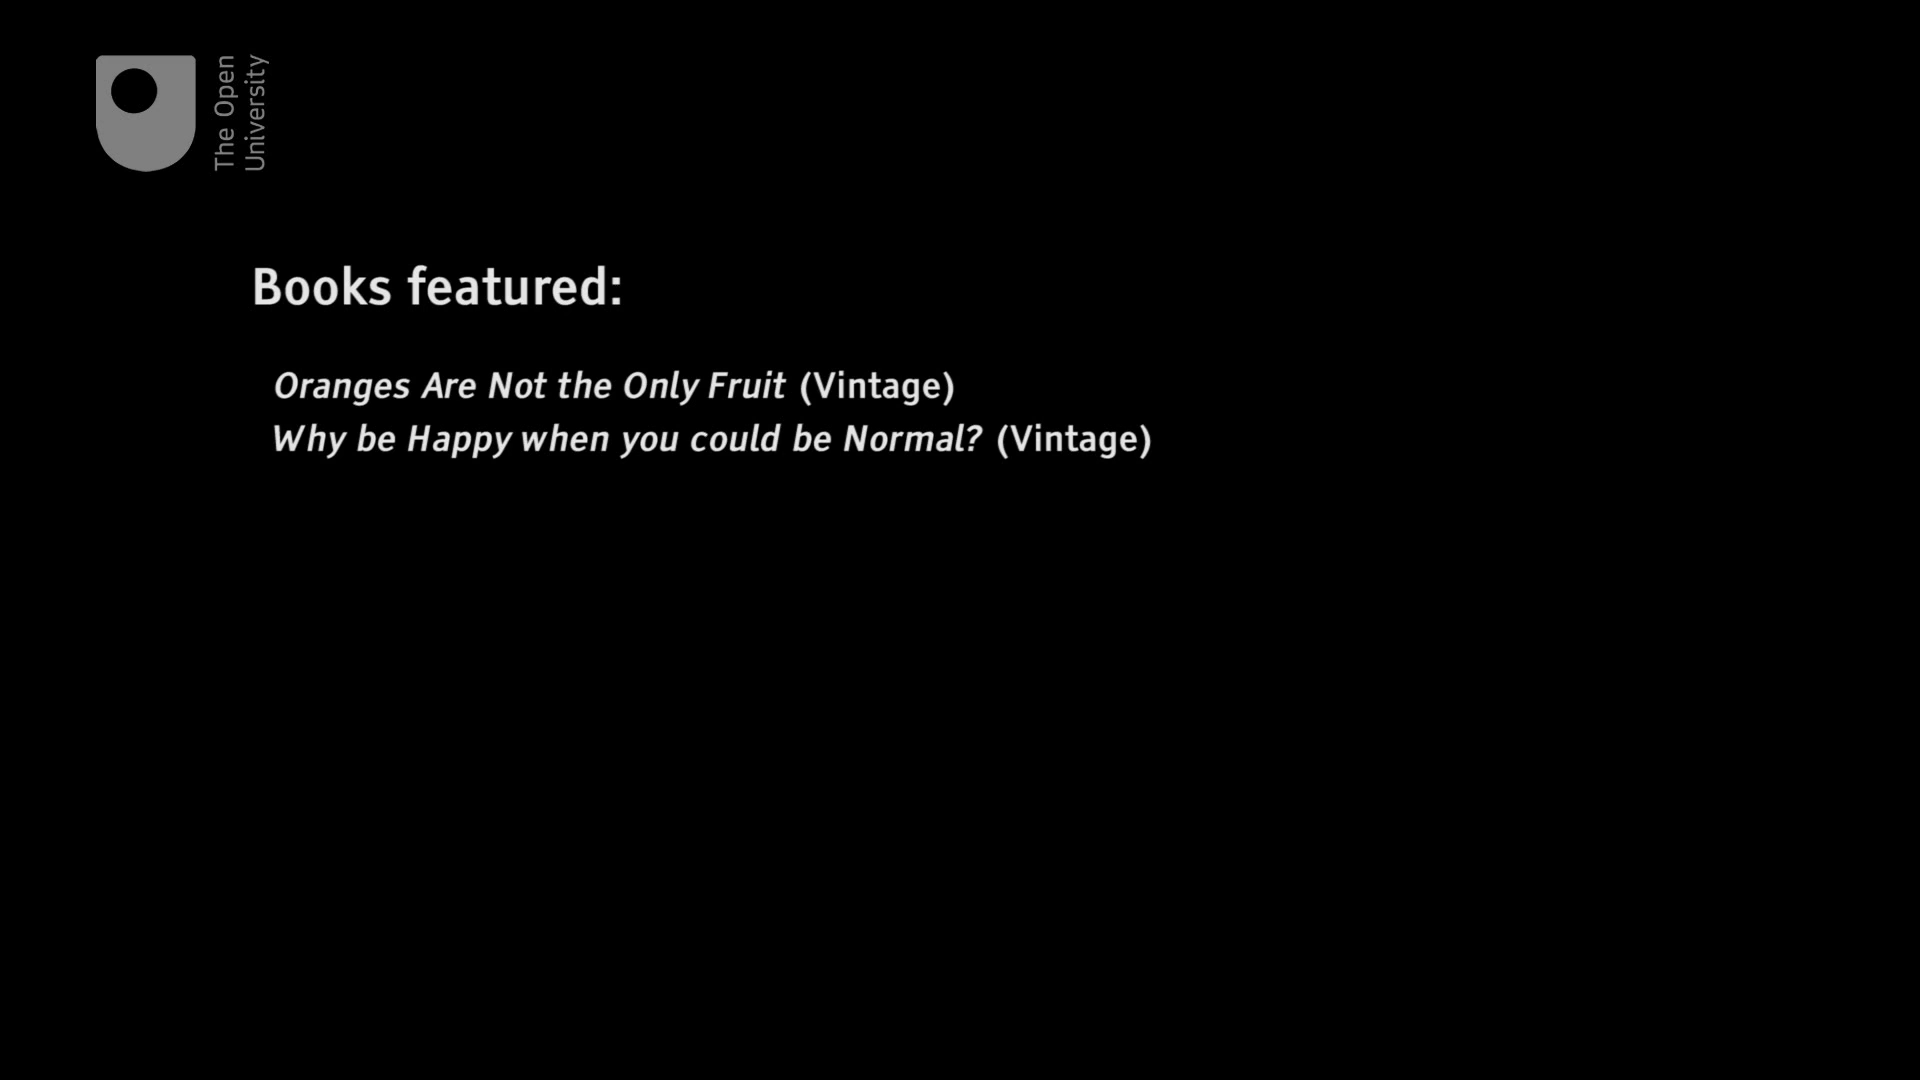 The Open
University
Books featured:
Oranges Are Not the Only Fruit (Vintage)
Why be Happy when you could be Normal? (Vintage)